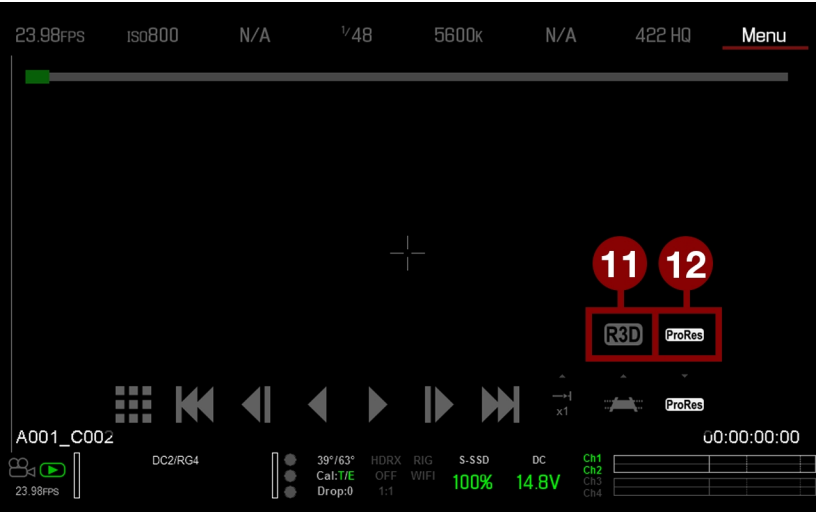 23.98FPS ISO800 N/A 1/48 5600K N/A 422 HQ Menu
11 12
R3D ProRes
x1 ProRes
A001_C002 00:00:00:00
DC2/RG4 39°/63° HDRX RIG S-SSD DC Ch1
Cal:T/E OFF WIFI 100% 14.8V Ch2
23.98FPS Drop:0 1:1 Ch3
Ch4